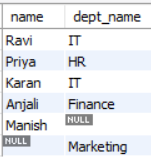 name dept_name
Ravi IT
Priya HR
Karan IT
Anjali Finance
Manish NULL
NULL Marketing